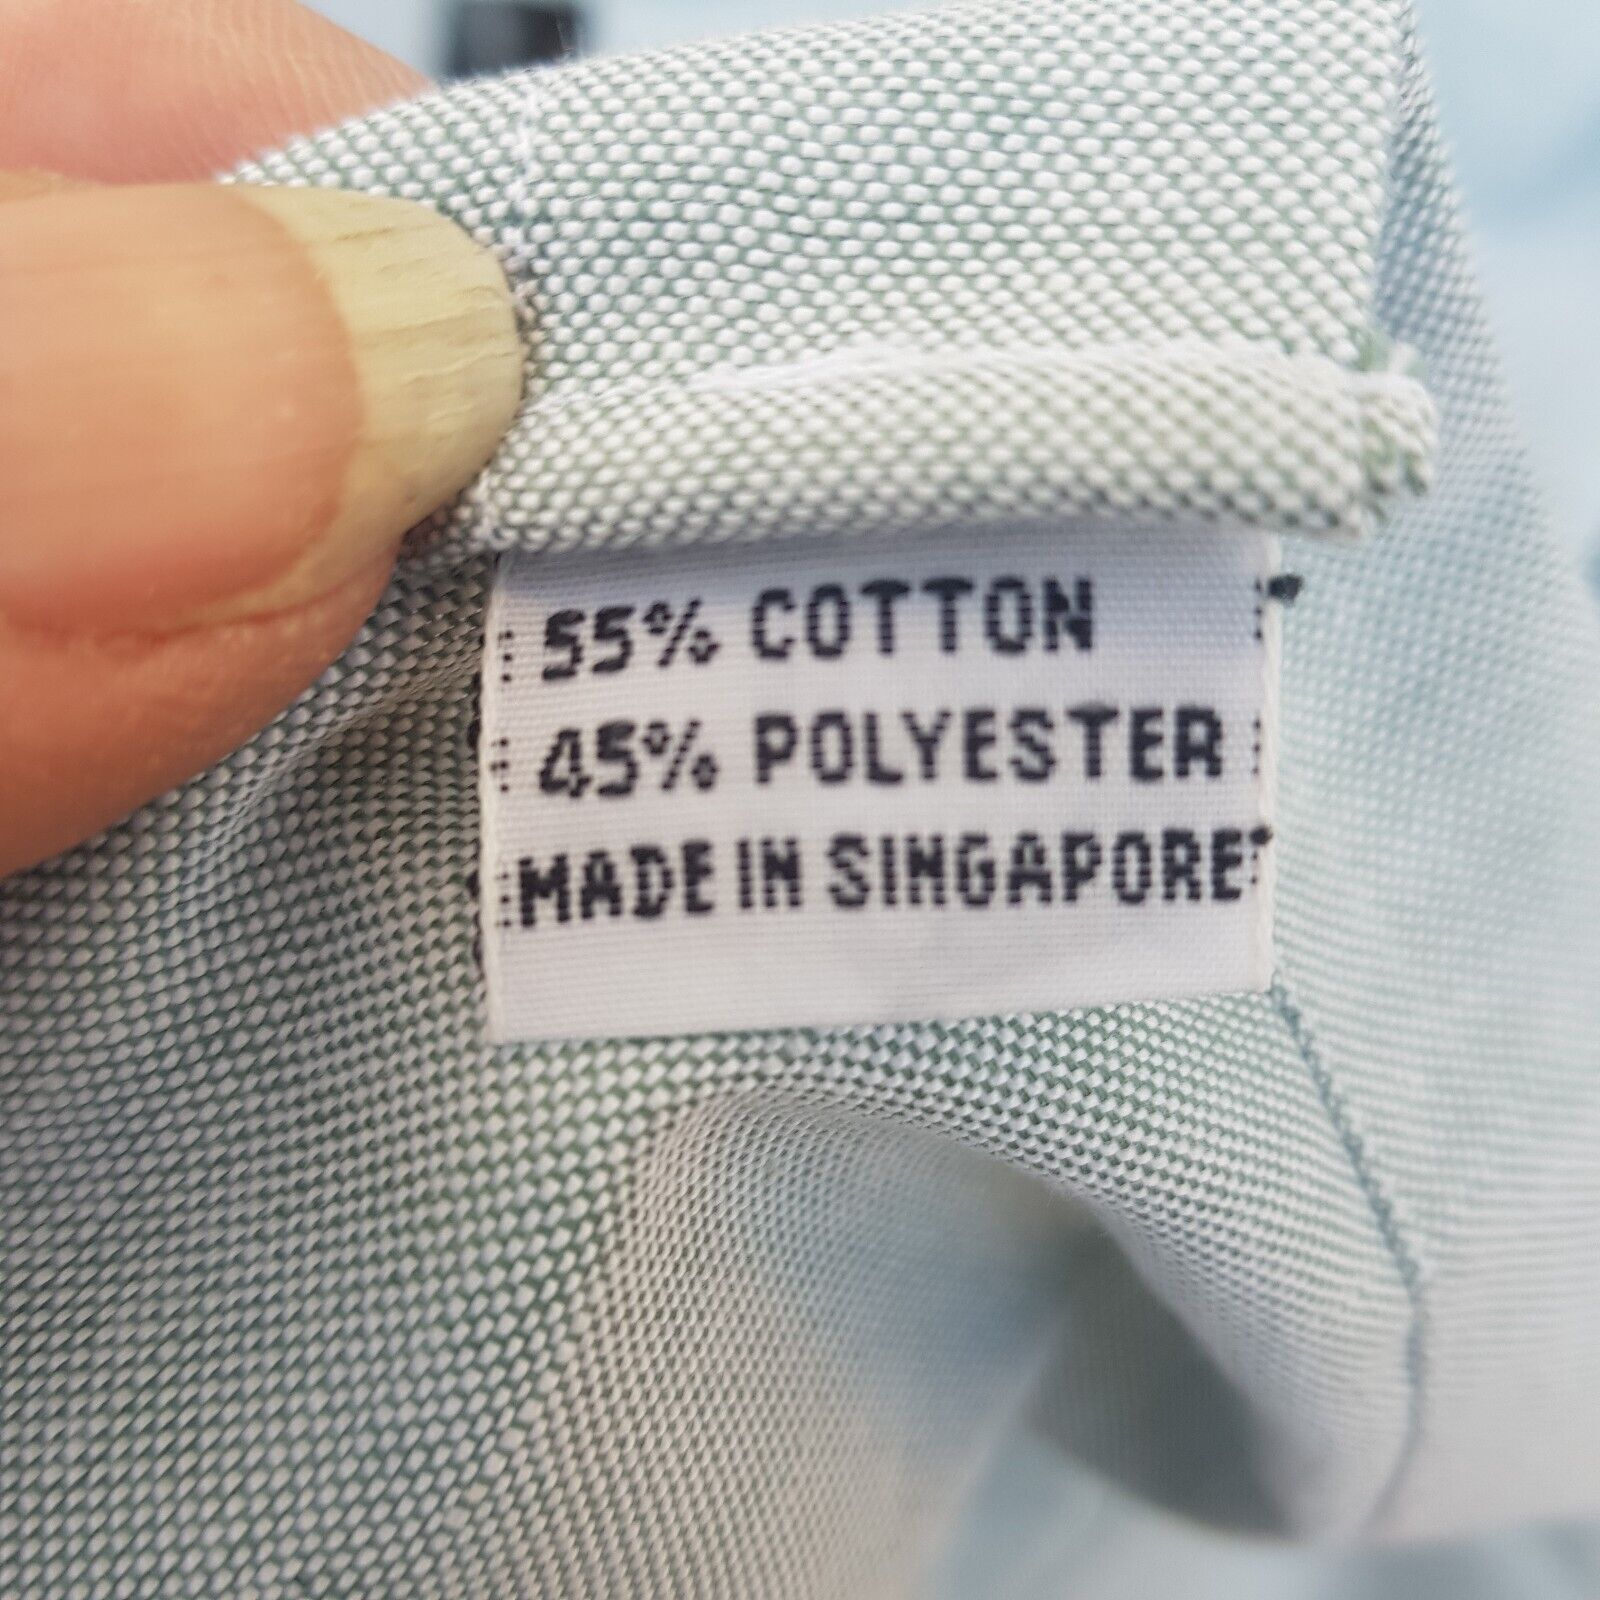 55% COTTON
45% POLYESTER
MADE IN SINGAPORE